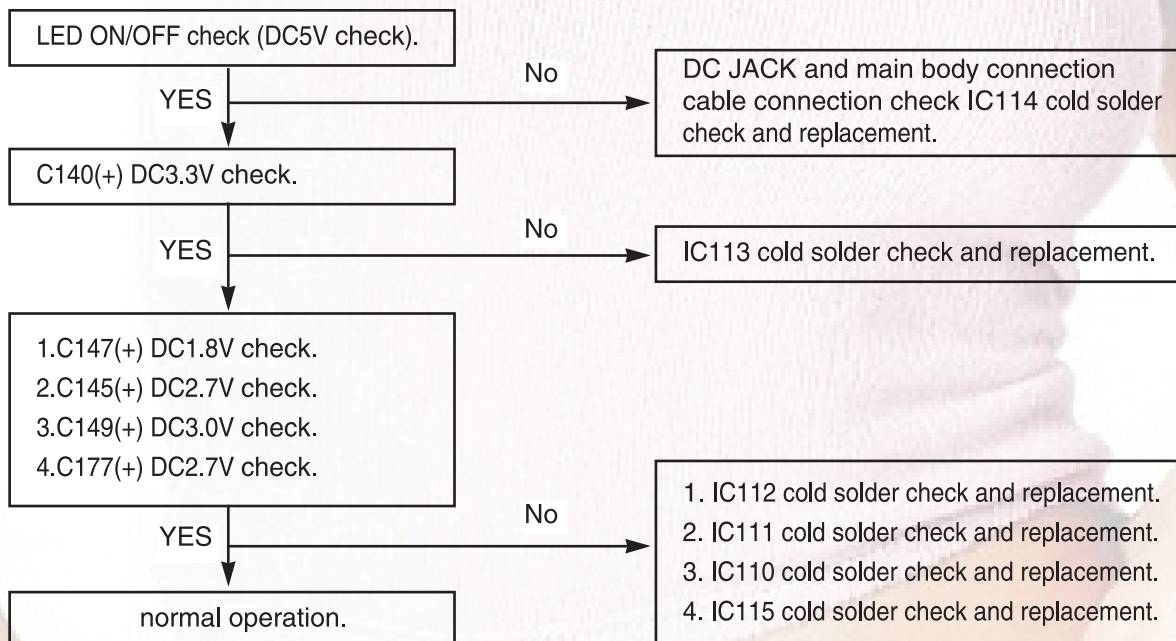 LED ON/OFF check (DC5V check).
No
YES
DC JACK and main body connection
cable connection check IC114 cold solder
check and replacement.
C140(+) DC3.3V check.
No
YES
IC113 cold solder check and replacement.
1.C147(+) DC1.8V check.
2.C145(+) DC2.7V check.
3.C149(+) DC3.0V check.
4.C177(+) DC2.7V check.
No
YES
1. IC112 cold solder check and replacement.
2. IC111 cold solder check and replacement.
3. IC110 cold solder check and replacement.
4. IC115 cold solder check and replacement.
normal operation.